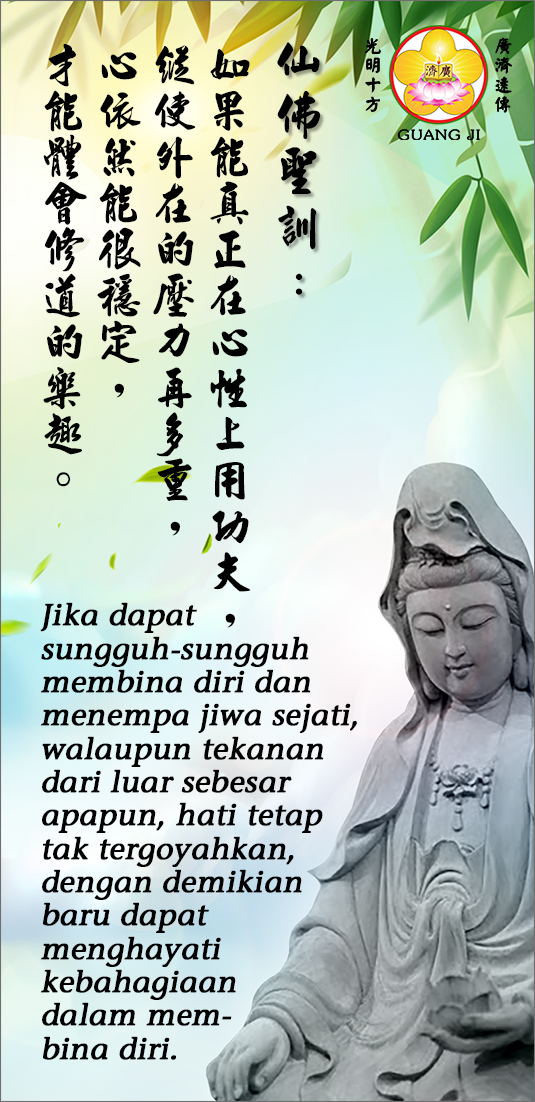 仙佛聖訓：
如果能真正在心性上用功夫，
縱使外在的壓力再多重，
心依然能很穩定，
才能體會修道的樂趣。
廣濟遠傳
光明十方
廣濟
GUANG JI
Jika dapat
sungguh-sungguh
membina diri dan
menempa jiwa sejati,
walaupun tekanan
dari luar sebesar
apapun, hati tetap
tak tergoyahkan,
dengan demikian
baru dapat
menghayati
kebahagiaan
dalam mem-
bina diri.